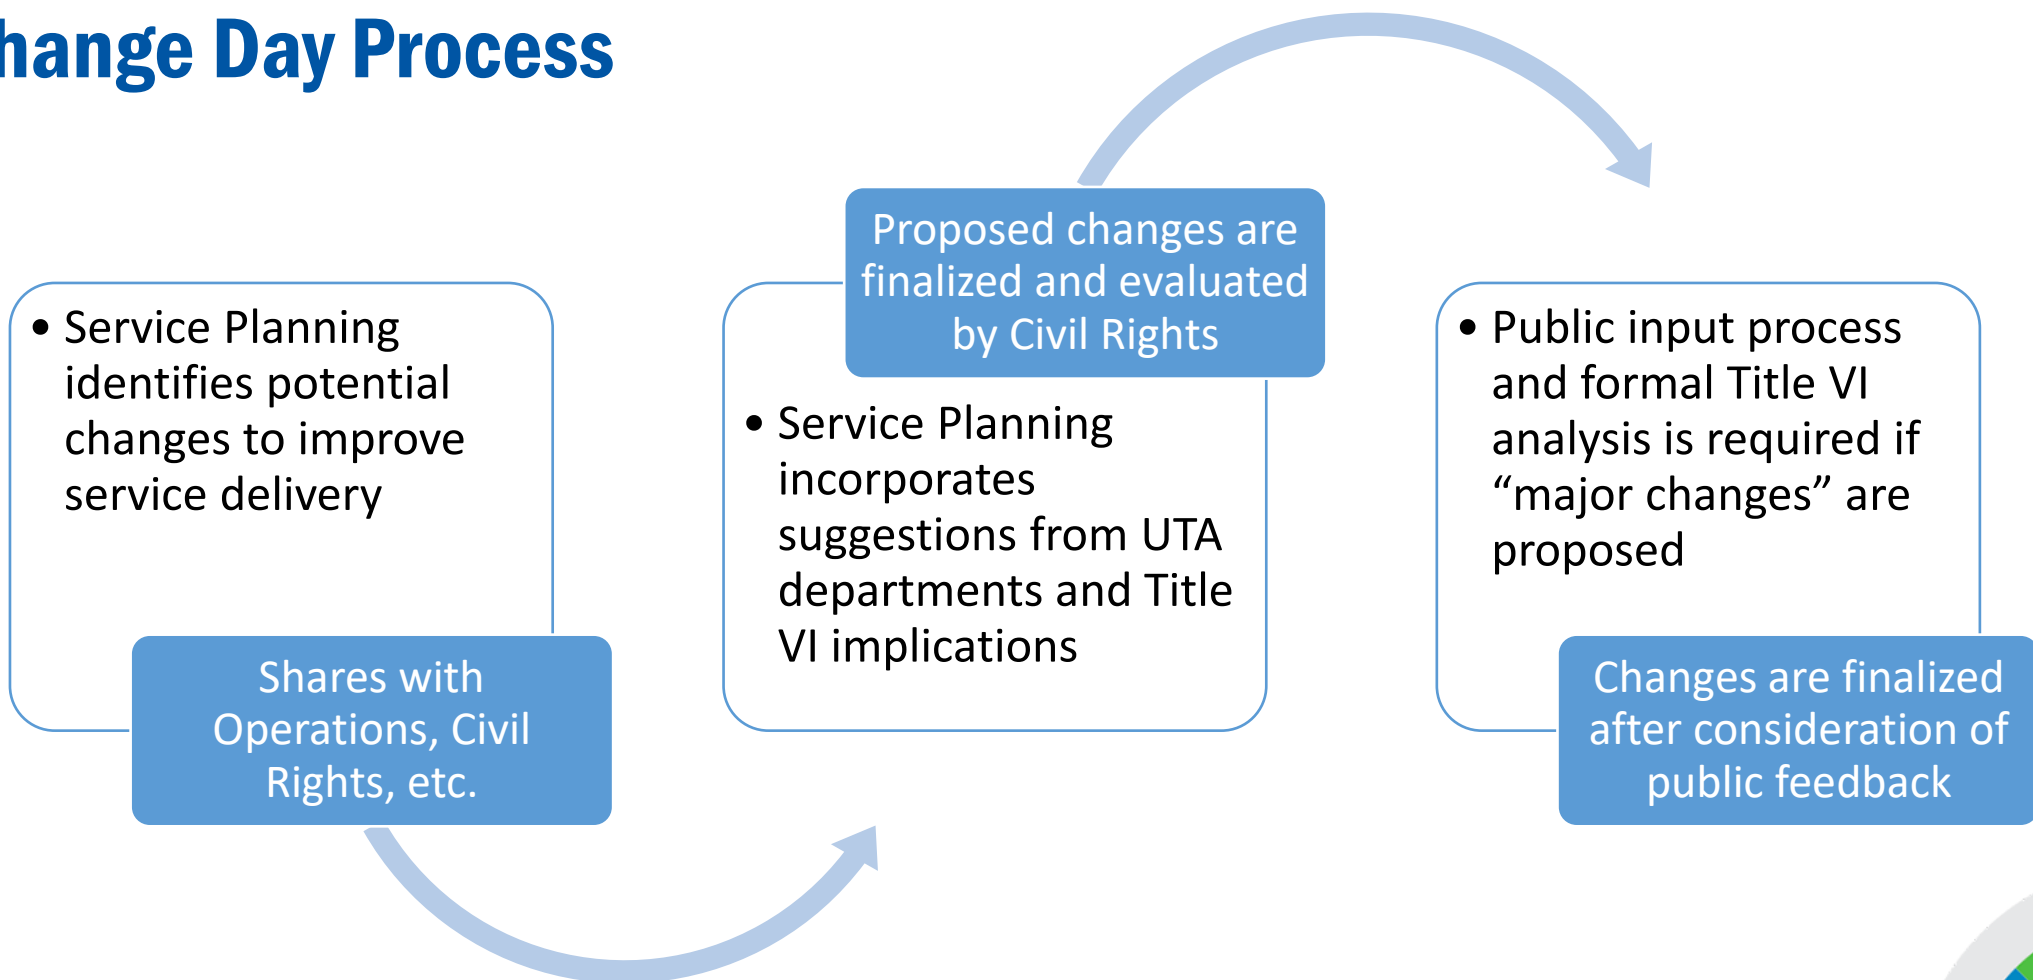 hange Day Process
• Service Planning
identifies potential
changes to improve
service delivery
Shares with
Operations, Civil
Rights, etc.
Proposed changes are
finalized and evaluated
by Civil Rights
• Service Planning
incorporates
suggestions from UTA
departments and Title
VI implications
• Public input process
and formal Title VI
analysis is required if
“major changes” are
proposed
Changes are finalized
after consideration of
public feedback